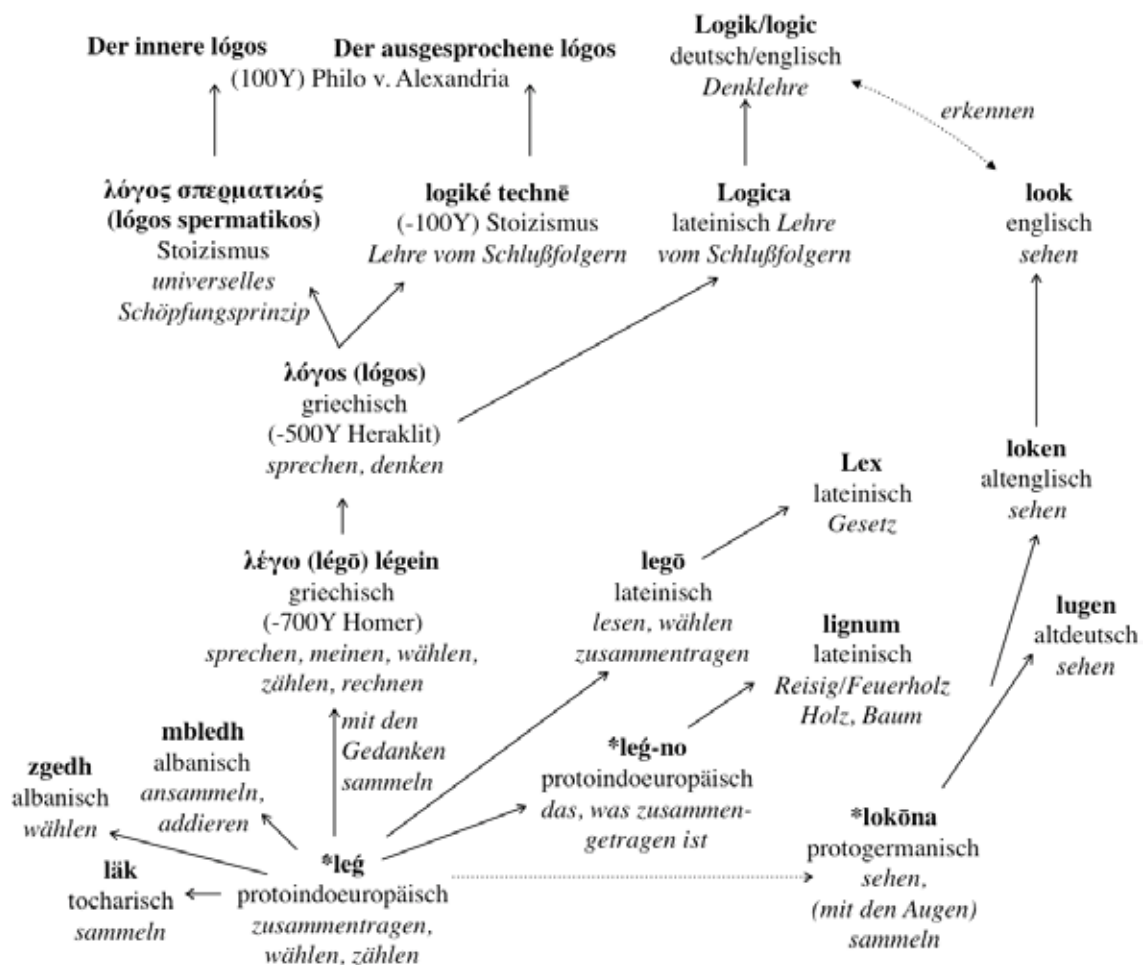 Der innere lógos
Der ausgesprochene lógos
(100Y) Philo v. Alexandria
Logik/logic
deutsch/englisch
Denklehre
erkennen
λόγος σπερματικός
(lógos spermatikos)
Stoizismus
universelles
Schöpfungsprinzip
logiké technē
(-100Y) Stoizismus
Lehre vom Schlußfolgern
Logica
lateinisch Lehre
vom Schlußfolgern
look
englisch
sehen
λόγος (lógos)
griechisch
(-500Y Heraklit)
sprechen, denken
Lex
lateinisch
Gesetz
loken
altenglisch
sehen
λέγω (légō) légein
griechisch
(-700Y Homer)
sprechen, meinen, wählen,
zählen, rechnen
legō
lateinisch
lesen, wählen
zusammentragen
lignum
lateinisch
Reisig/Feuerholz
Holz, Baum
lugen
altdeutsch
sehen
mit den
Gedanken
sammeln
zgedh
albanisch
wählen
mbledh
albanisch
ansammeln,
addieren
*leǵ-no
protoindoeuropäisch
das, was zusammen-
getragen ist
läk
tocharisch
sammeln
*leǵ
protoindoeuropäisch
zusammentragen,
wählen, zählen
*lokōna
protogermanisch
sehen,
(mit den Augen)
sammeln